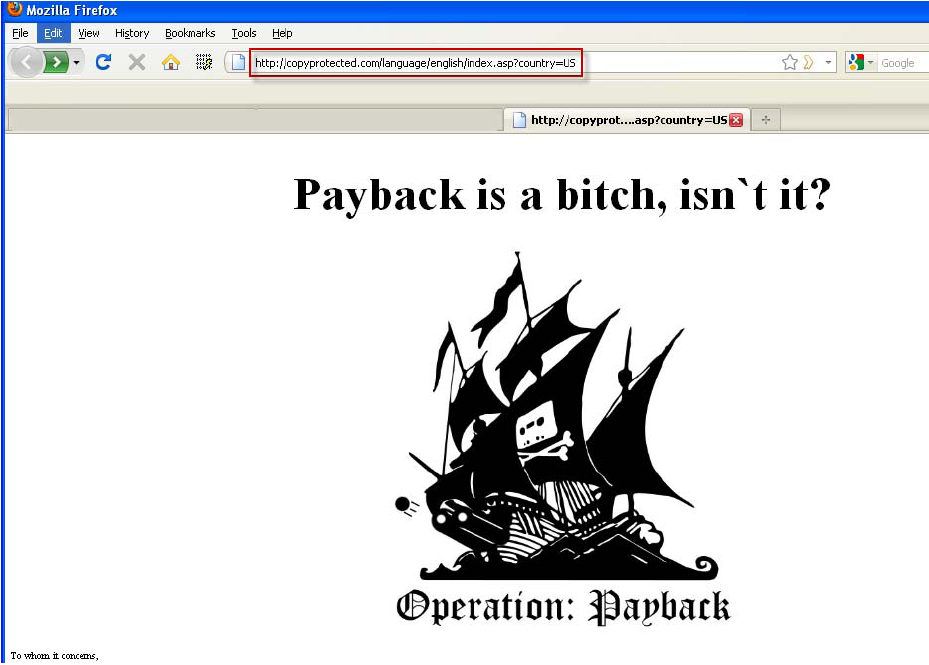 Mozilla Firefox
File Edit View History Bookmarks Tools Help
http://copyprotected.com/language/english/index.asp?country=US
Google
http://copyprot....asp?country=US
Payback is a bitch, isn`t it?
Operation: Payback
To whom it concerns,